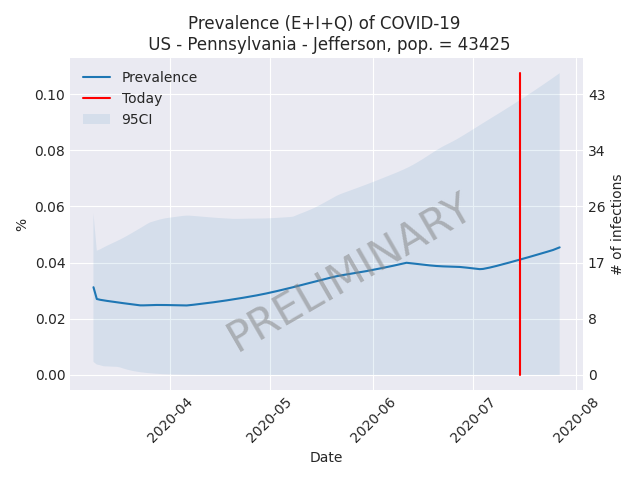 Prevalence (E+I+Q) of COVID-19
US - Pennsylvania - Jefferson, pop. = 43425
Prevalence
Today
95CI
0.10
0.08
0.06
0.04
0.02
0.00
%
43
34
26
17
8
0
# of infections
PRELIMINARY
2020-04
2020-05
2020-06
2020-07
2020-08
Date